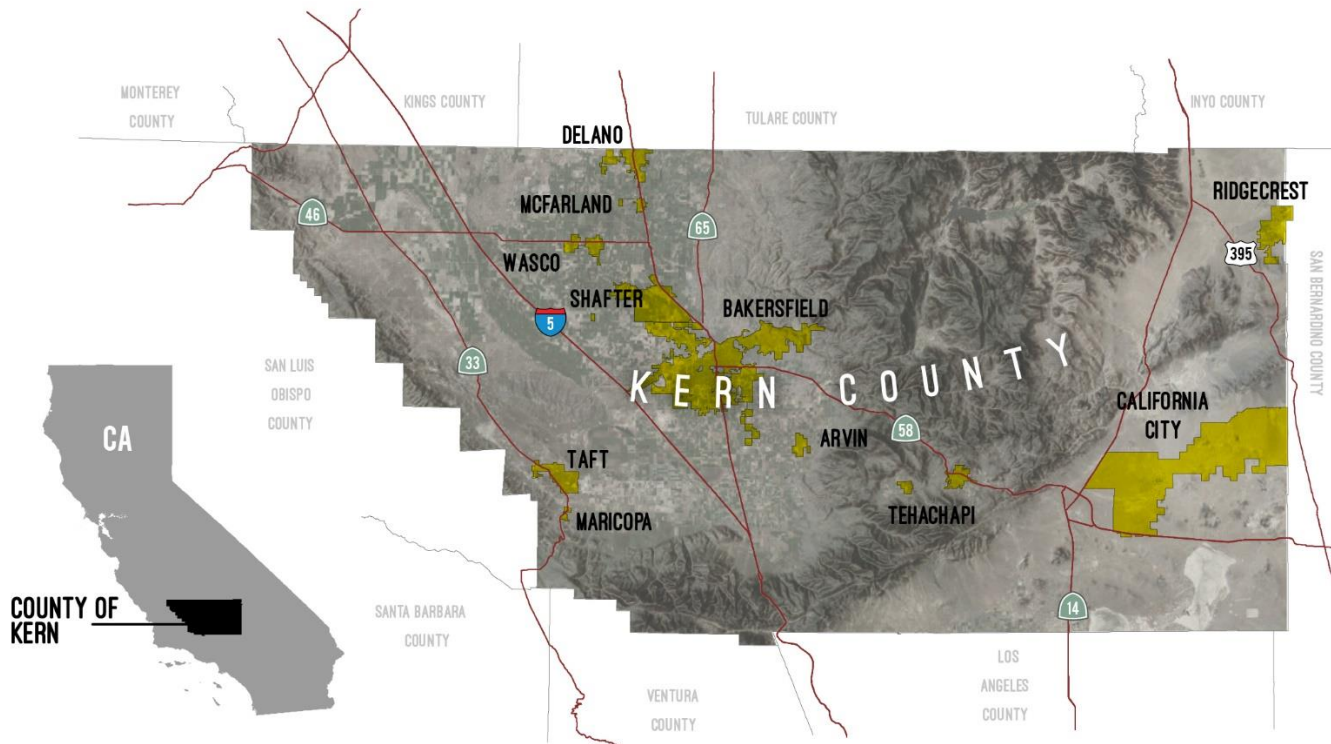 MONTEREY
COUNTY
KINGS COUNTY
TULARE COUNTY
INYO COUNTY
DELANO
MCFARLAND
RIDGECREST
46
65
395
WASCO
SHAFTER
BAKERSFIELD
5
33
SAN BERNARDINO COUNTY
SAN LUIS
OBISPO
COUNTY
KERN COUNTY
CALIFORNIA
CITY
CA
ARVIN
58
TAFT
MARICOPA
TEHACHAPI
COUNTY OF
KERN
SANTA BARBARA
COUNTY
14
VENTURA
COUNTY
LOS
ANGELES
COUNTY